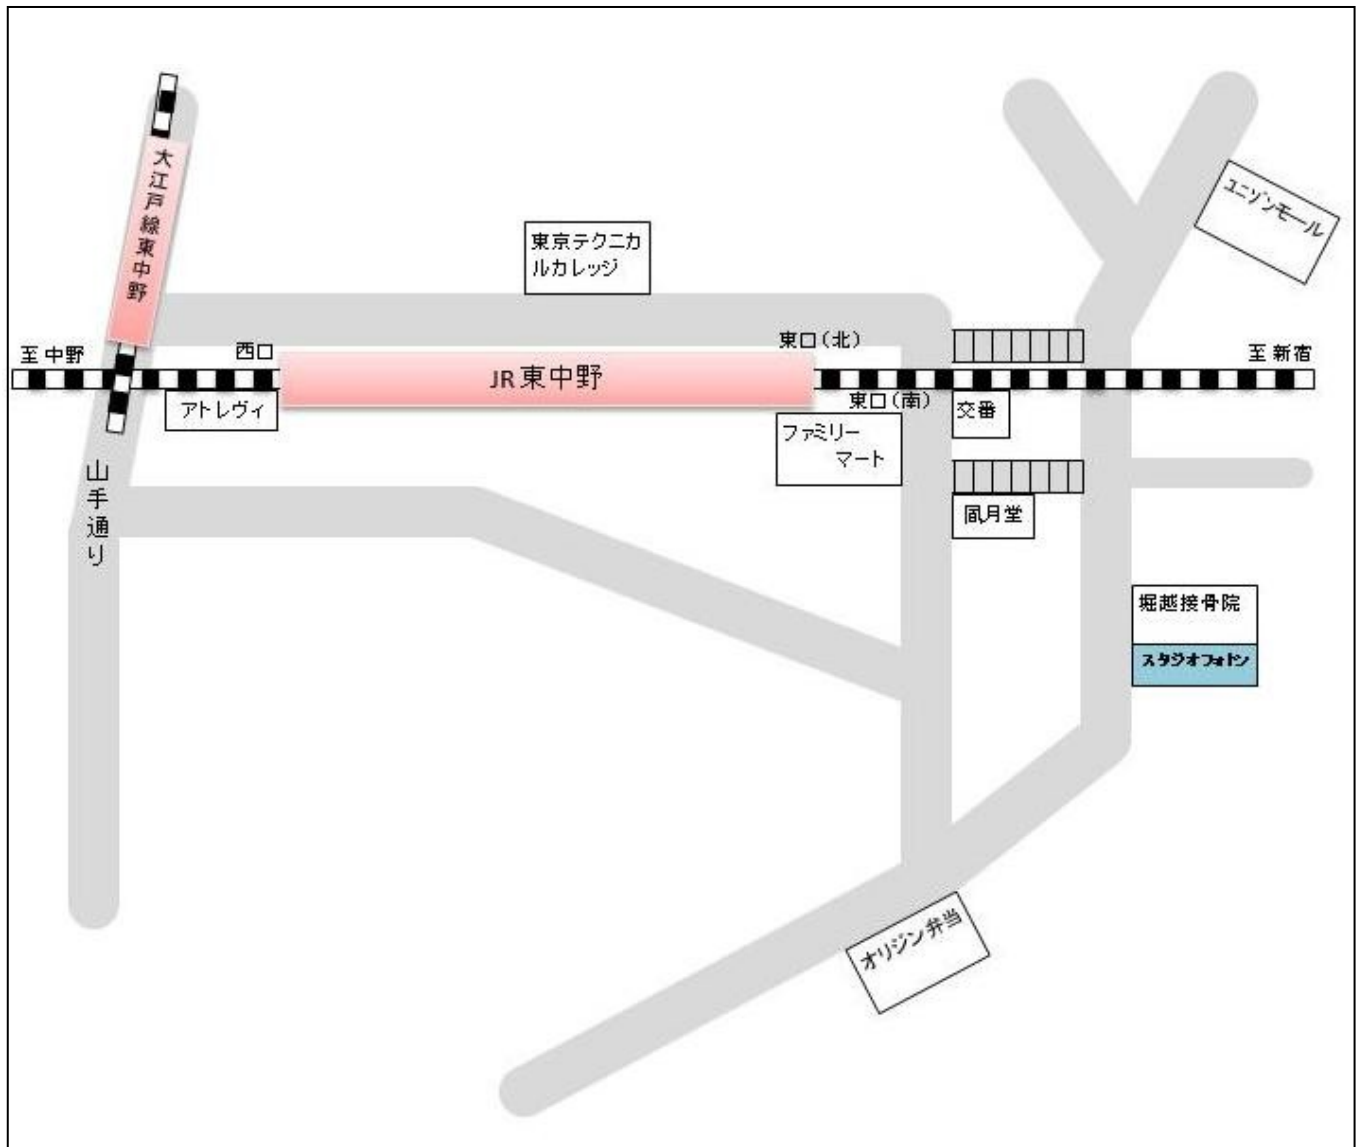 大江戸線東中野
ユニゾンモール
東京テクニカ
ルカレッジ
至 中野
西口
東口（北）
至 新宿
JR 東中野
アトレヴィ
東口（南）
交番
ファミリー
マート
山手通り
凮月堂
堀越接骨院
スタジオフォトン
オリジン弁当